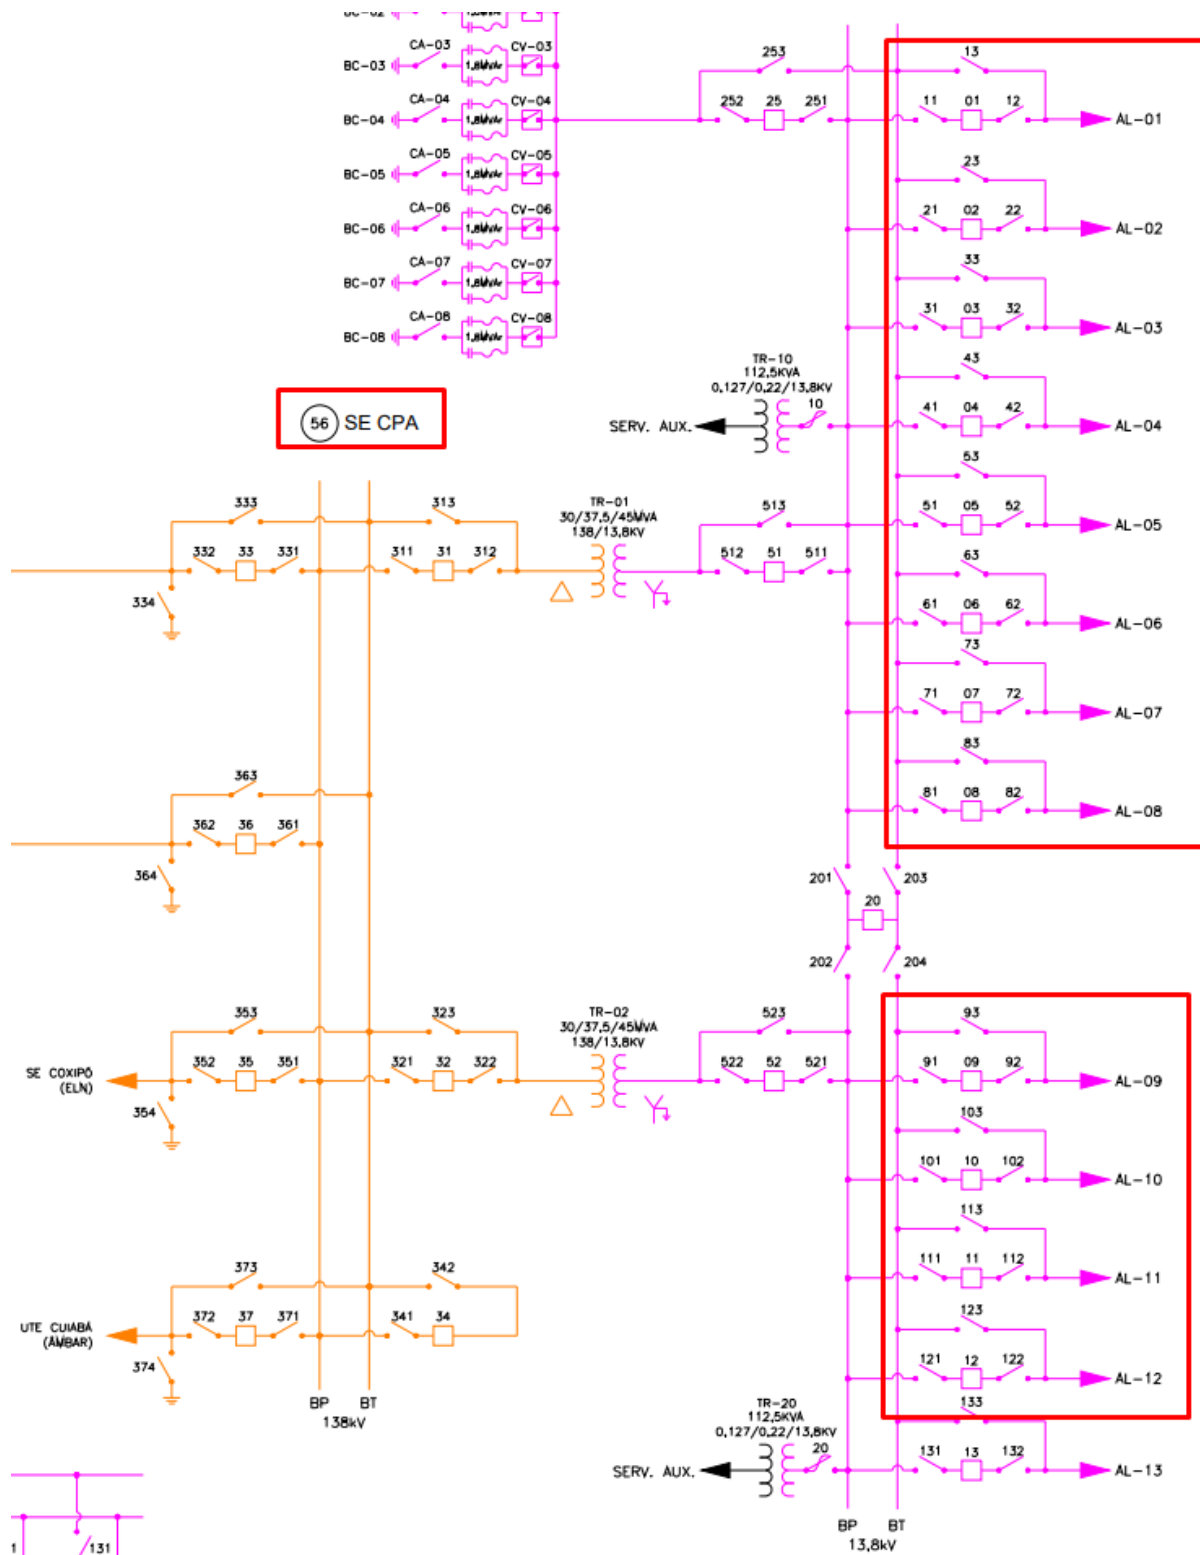 BC-02
CA-03
CV-03
BC-03
1,8MVAr
CA-04
CV-04
BC-04
1,8MVAr
CA-05
CV-05
BC-05
1,8MVAr
CA-06
CV-06
BC-06
1,8MVAr
CA-07
CV-07
BC-07
1,8MVAr
CA-08
CV-08
BC-08
1,8MVAr
253
252 25 251
13
11 01 12
AL-01
23
21 02 22
AL-02
33
31 03 32
AL-03
43
41 04 42
AL-04
53
51 05 52
AL-05
63
61 06 62
AL-06
73
71 07 72
AL-07
83
81 08 82
AL-08
TR-10
112,5KVA
0,127/0,22/13,8KV
10
SERV. AUX.
56 SE CPA
333
332 33 331
334
313
311 31 312
TR-01
30/37,5/45MVA
138/13,8KV
513
512 51 511
363
362 36 361
364
201 203
20
202 204
353
352 35 351
354
SE COXIPÓ
(ELN)
323
321 32 322
TR-02
30/37,5/45MVA
138/13,8KV
523
522 52 521
93
91 09 92
AL-09
103
101 10 102
AL-10
113
111 11 112
AL-11
123
121 12 122
AL-12
133
131 13 132
AL-13
373
372 37 371
374
UTE CUIABÁ
(ÂMBAR)
342
341 34
BP BT
138kV
TR-20
112,5KVA
0,127/0,22/13,8KV
20
SERV. AUX.
BP BT
13,8kV
1 131